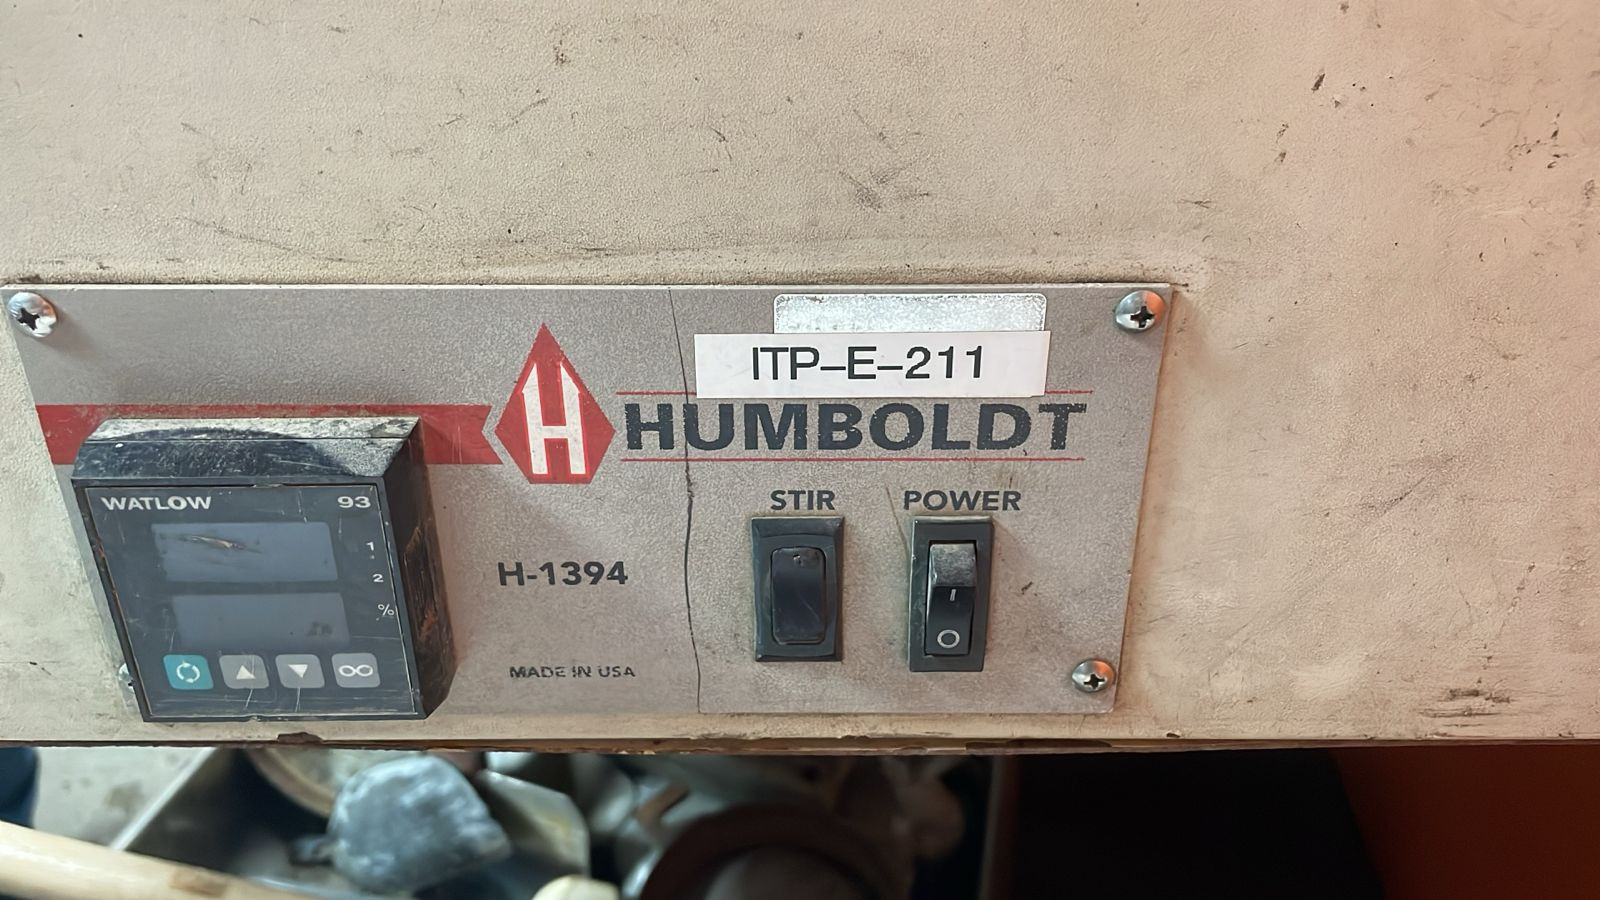 ITP-E-211
H HUMBOLDT
WATLOW 93
1
2
%
H-1394
MADE IN USA
STIR POWER
I
O